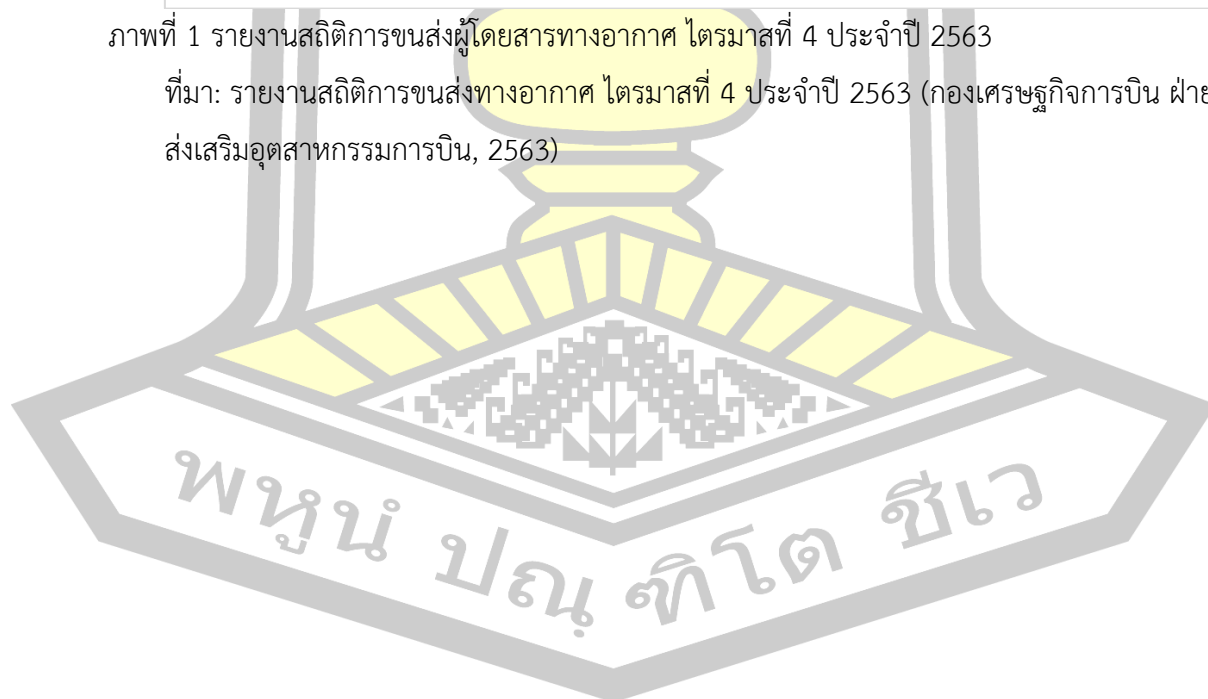 ภาพที่ 1 รายงานสถิติการขนส่งผู้โดยสารทางอากาศ ไตรมาสที่ 4 ประจำปี 2563
ที่มา: รายงานสถิติการขนส่งทางอากาศ ไตรมาสที่ 4 ประจำปี 2563 (กองเศรษฐกิจการบิน ฝ่าย
ส่งเสริมอุตสาหกรรมการบิน, 2563)
พหูนํ ปณฺฑิโต ชีเว